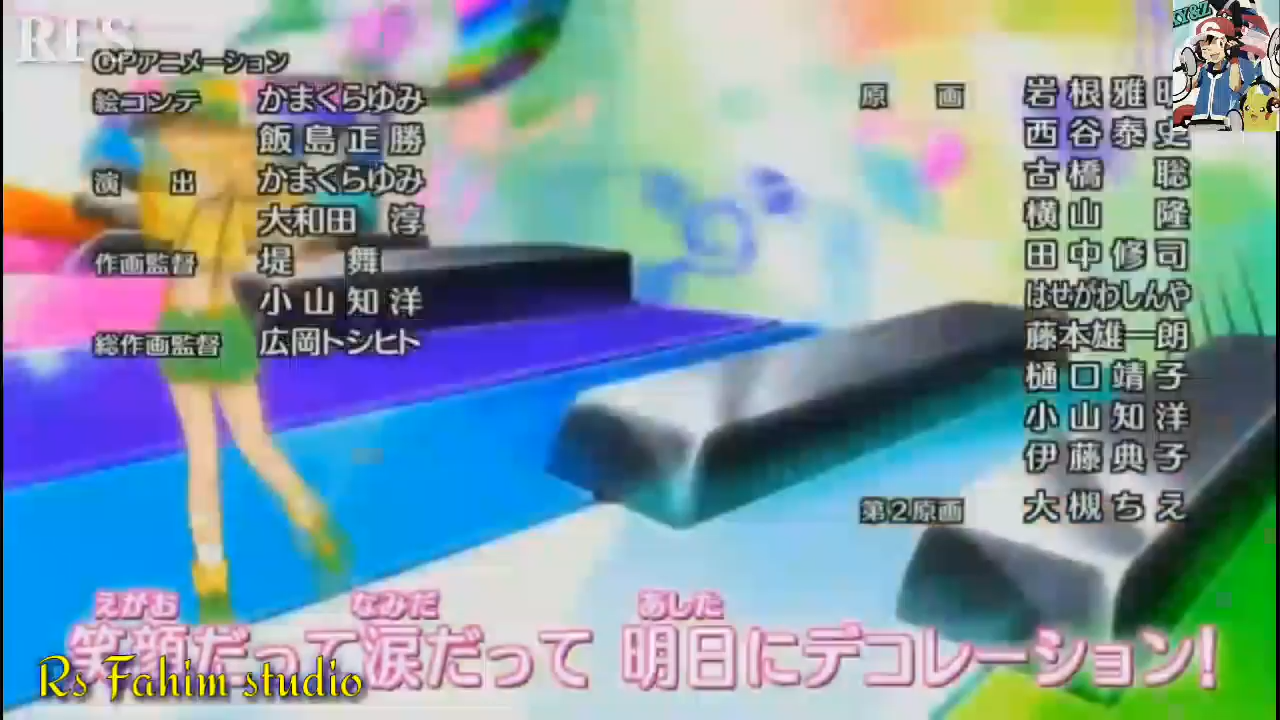 RFS
OPアニメーション
絵コンテ かまくらゆみ
飯島正勝
演出 かまくらゆみ
大和田 淳
作画監督 堤 舞
小山知洋
総作画監督 広岡トシヒト
原画 岩根雅
西谷泰史
古橋 聡
横山 隆
田中修司
はせがわしんや
藤本雄一朗
樋口靖子
小山知洋
伊藤典子
第2原画 大槻ちえ
XY&Z
えがお なみだ あした
笑顔だって涙だって 明日にデコレーション!
Rs Fahim studio